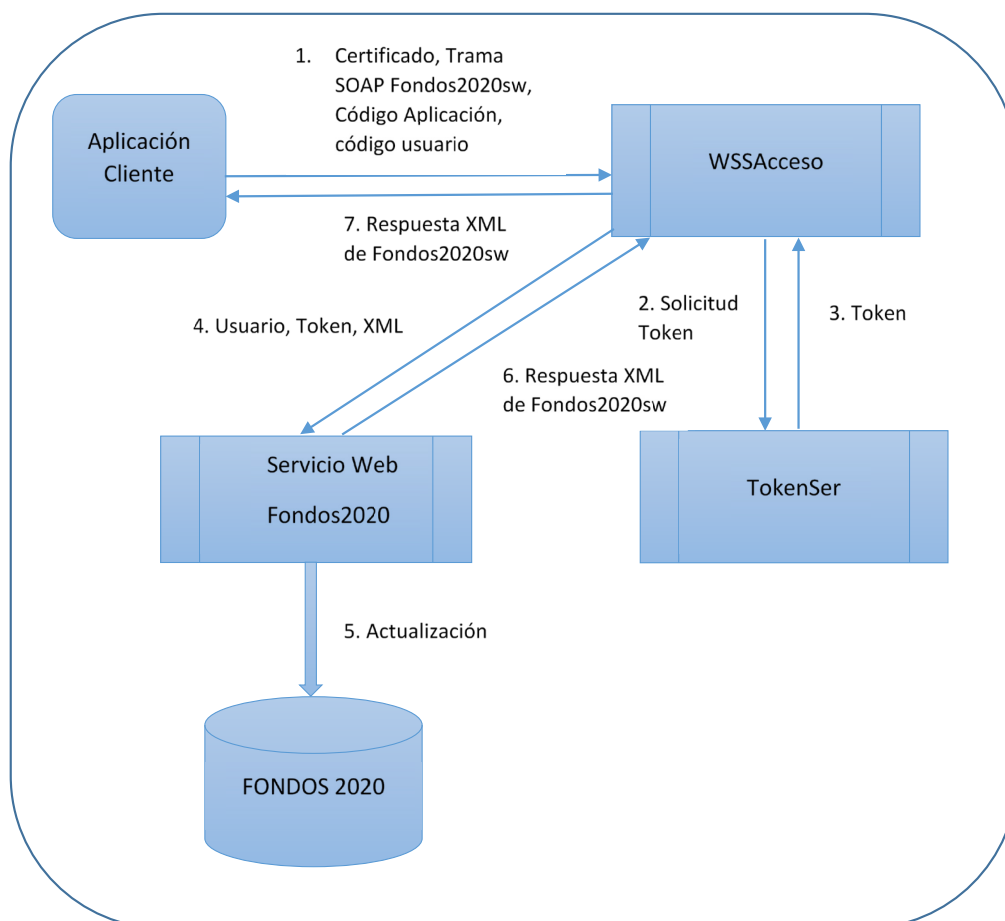 1. Certificado, Trama
SOAP Fondos2020sw,
Código Aplicación,
código usuario
Aplicación
Cliente
WSSAcceso
7. Respuesta XML
de Fondos2020sw
4. Usuario, Token, XML
2. Solicitud
Token
3. Token
6. Respuesta XML
de Fondos2020sw
Servicio Web
Fondos2020
TokenSer
5. Actualización
FONDOS 2020